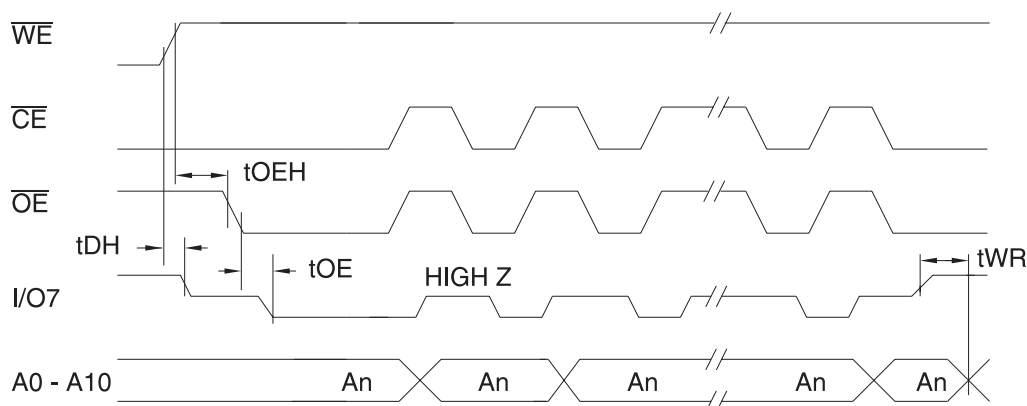 WE
CE
tOEH
OE
tDH
tOE
HIGH Z
tWR
I/O7
A0 - A10 An An An An An